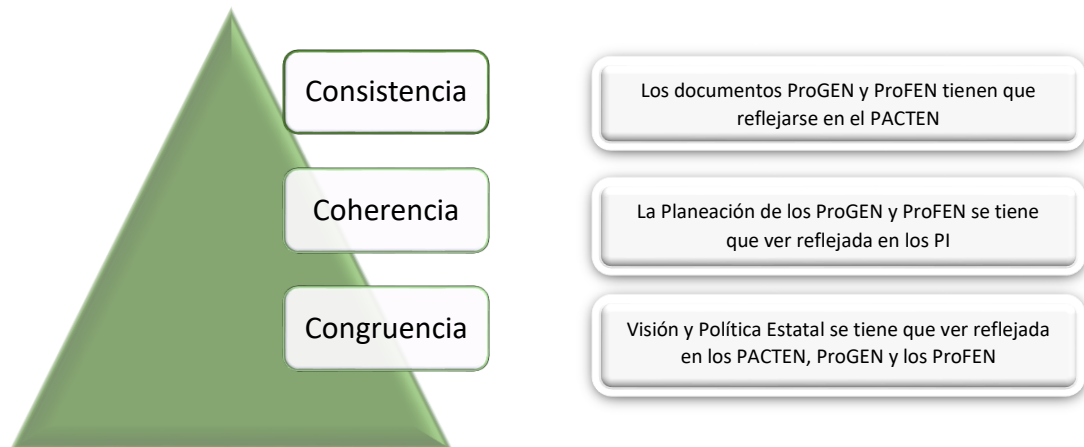 Consistencia
Los documentos ProGEN y ProFEN tienen que
reflejarse en el PACTEN
Coherencia
La Planeación de los ProGEN y ProFEN se tiene
que ver reflejada en los PI
Congruencia
Visión y Política Estatal se tiene que ver reflejada
en los PACTEN, ProGEN y los ProFEN